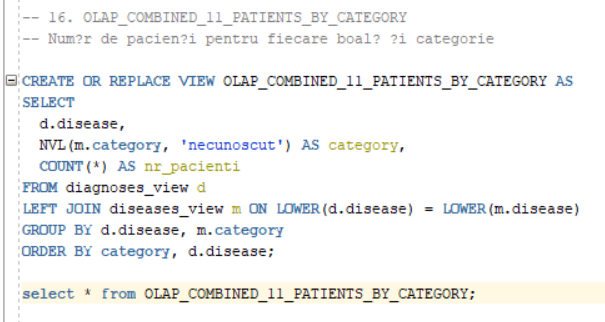 -- 16. OLAP_COMBINED_11_PATIENTS_BY_CATEGORY
-- Num?r de pacien?i pentru fiecare boal? ?i categorie
CREATE OR REPLACE VIEW OLAP_COMBINED_11_PATIENTS_BY_CATEGORY AS
SELECT
d.disease,
NVL(m.category, 'necunoscut') AS category,
COUNT(*) AS nr_pacienti
FROM diagnoses_view d
LEFT JOIN diseases_view m ON LOWER(d.disease) = LOWER(m.disease)
GROUP BY d.disease, m.category
ORDER BY category, d.disease;
select * from OLAP_COMBINED_11_PATIENTS_BY_CATEGORY;